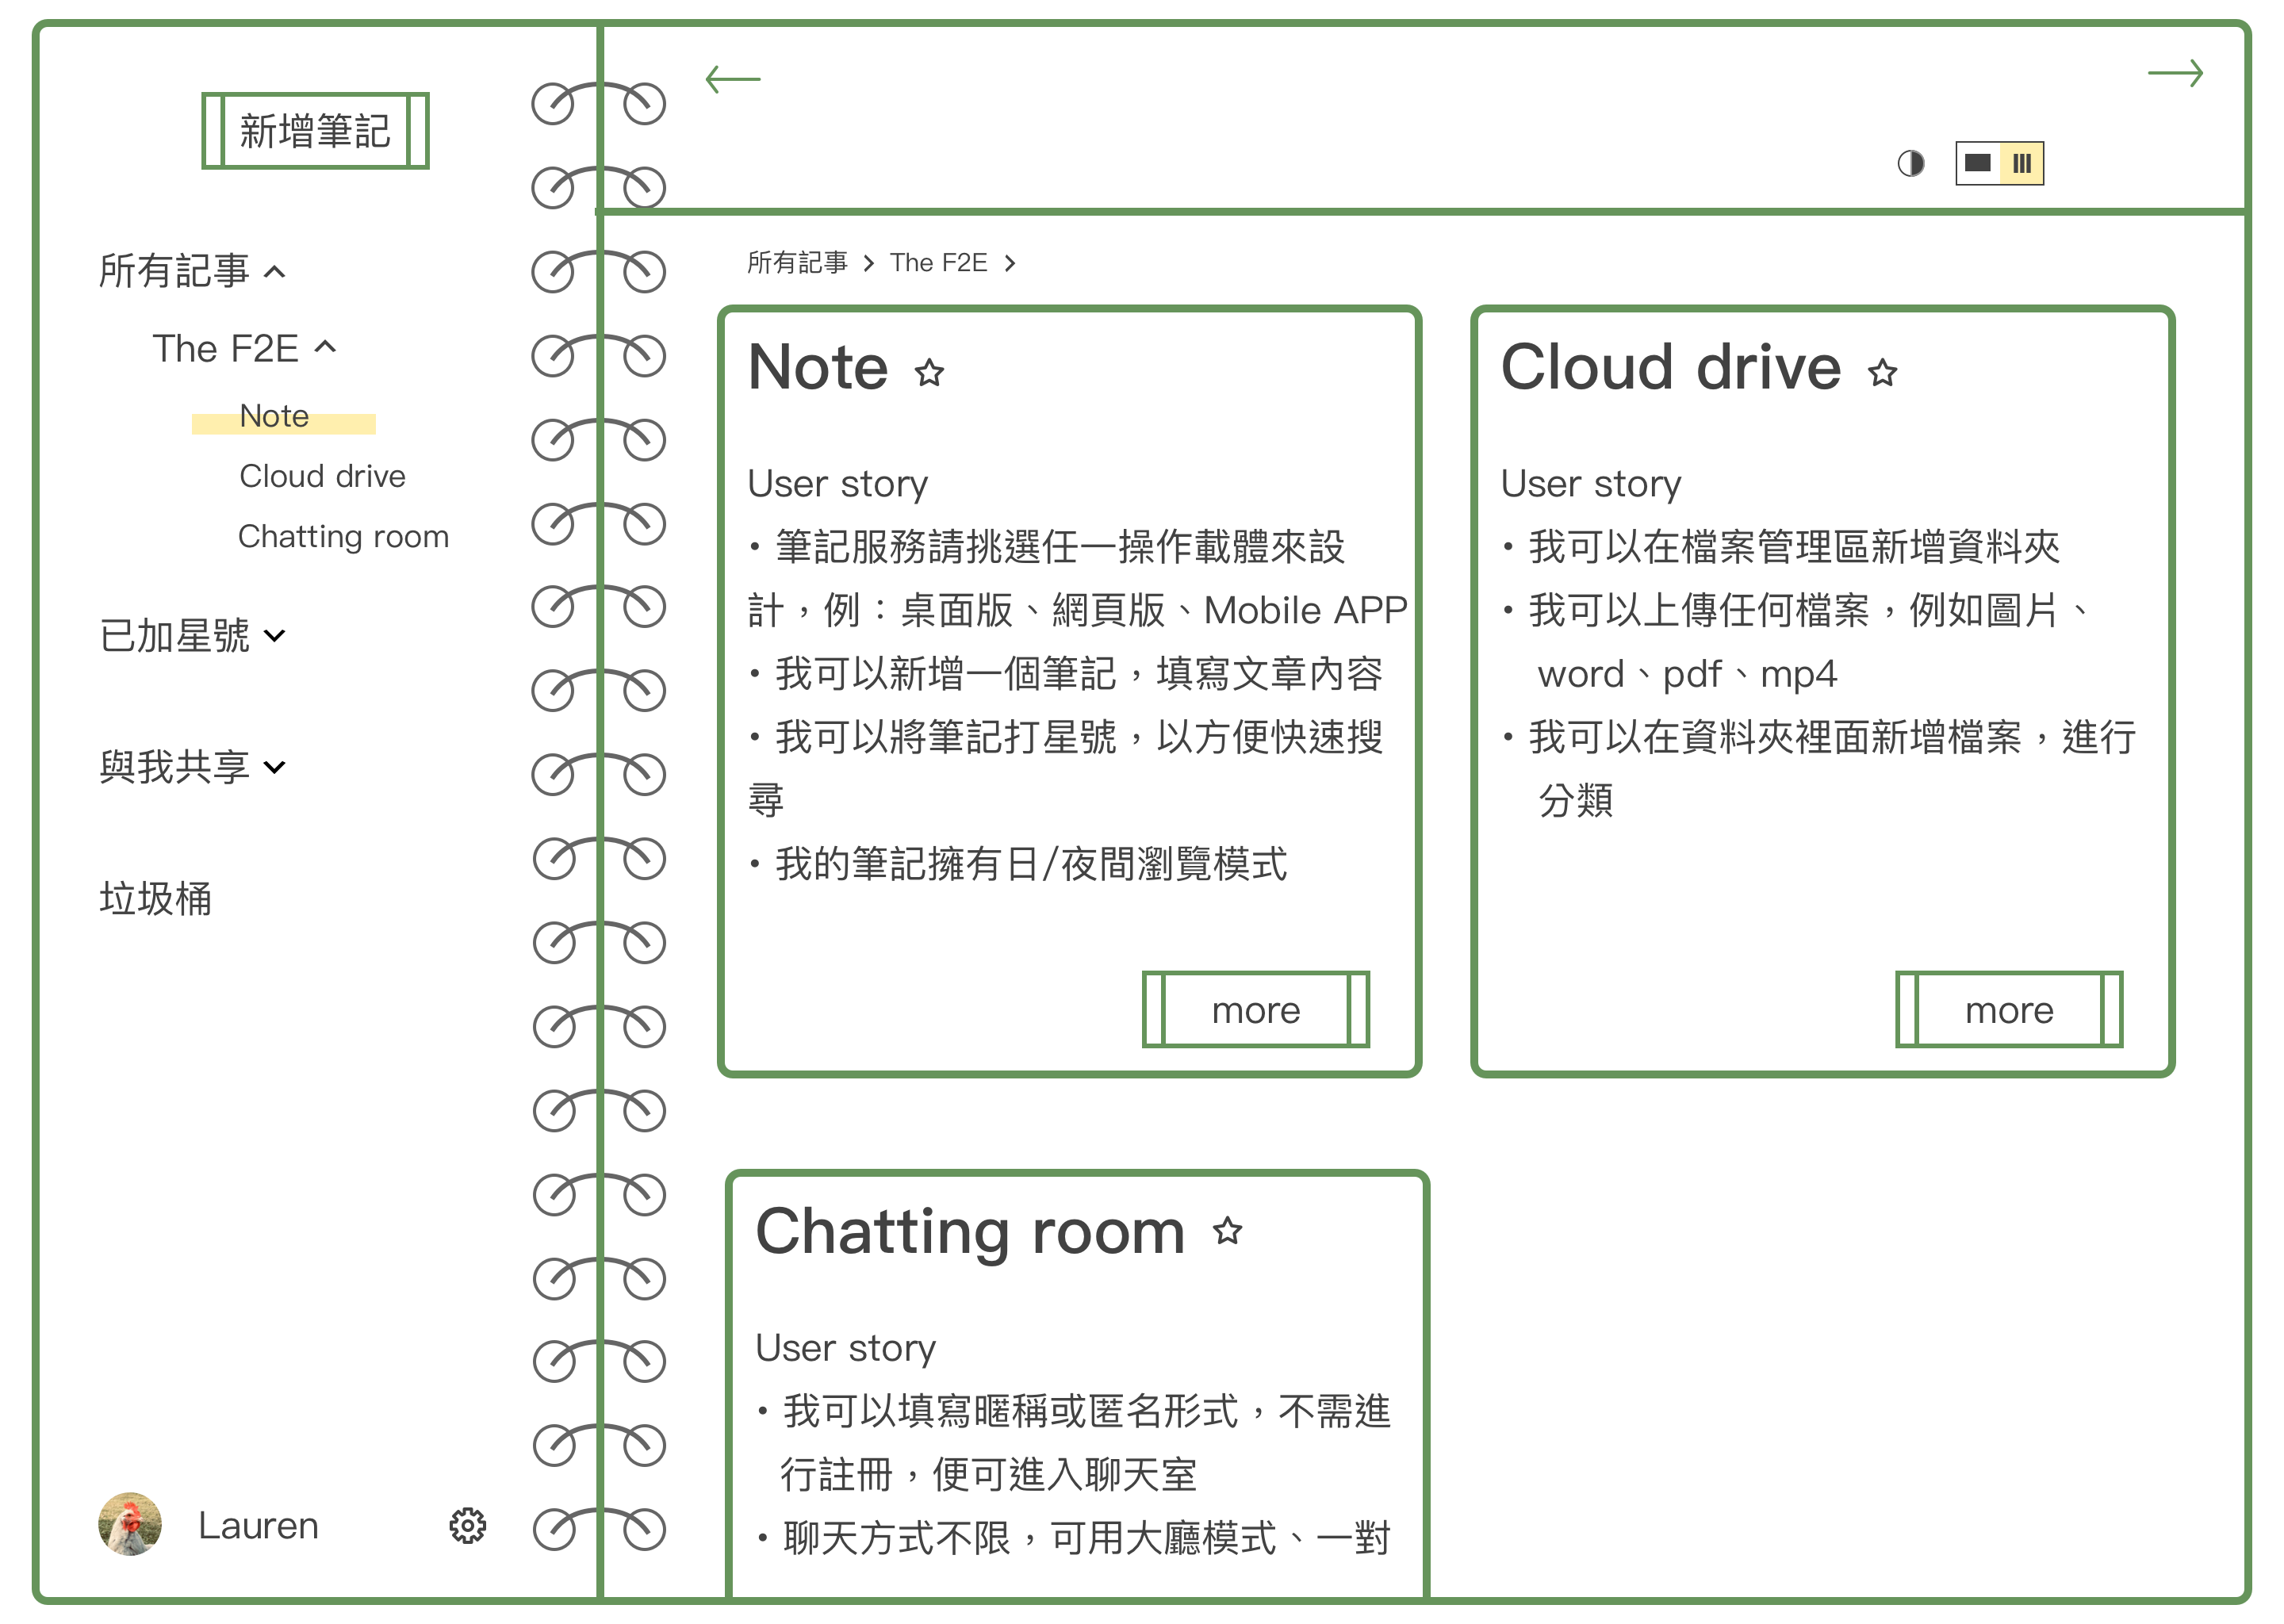 新增筆記
所有記事
The F2E
Note
Cloud drive
Chatting room
已加星號
與我共享
垃圾桶
Lauren
所有記事 > The F2E >
Note
User story
・筆記服務請挑選任一操作載體來設
計，例：桌面版、網頁版、Mobile APP
・我可以新增一個筆記，填寫文章內容
・我可以將筆記打星號，以方便快速搜
尋
・我的筆記擁有日/夜間瀏覽模式
more
Cloud drive
User story
・我可以在檔案管理區新增資料夾
・我可以上傳任何檔案，例如圖片、
word、pdf、mp4
・我可以在資料夾裡面新增檔案，進行
分類
more
Chatting room
User story
・我可以填寫暱稱或匿名形式，不需進
行註冊，便可進入聊天室
・聊天方式不限，可用大廳模式、一對